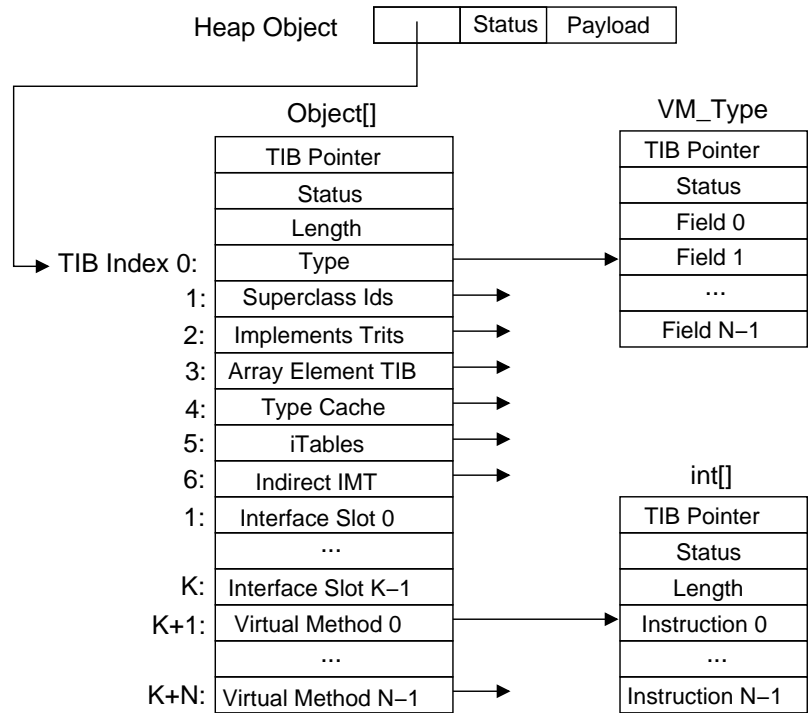 Heap Object
Status
Payload
Object[]
TIB Pointer
Status
Length
TIB Index 0: Type
1: Superclass Ids
2: Implements Trits
3: Array Element TIB
4: Type Cache
5: iTables
6: Indirect IMT
1: Interface Slot 0
...
K: Interface Slot K−1
K+1: Virtual Method 0
...
K+N: Virtual Method N−1
VM_Type
TIB Pointer
Status
Field 0
Field 1
...
Field N−1
int[]
TIB Pointer
Status
Length
Instruction 0
...
Instruction N−1